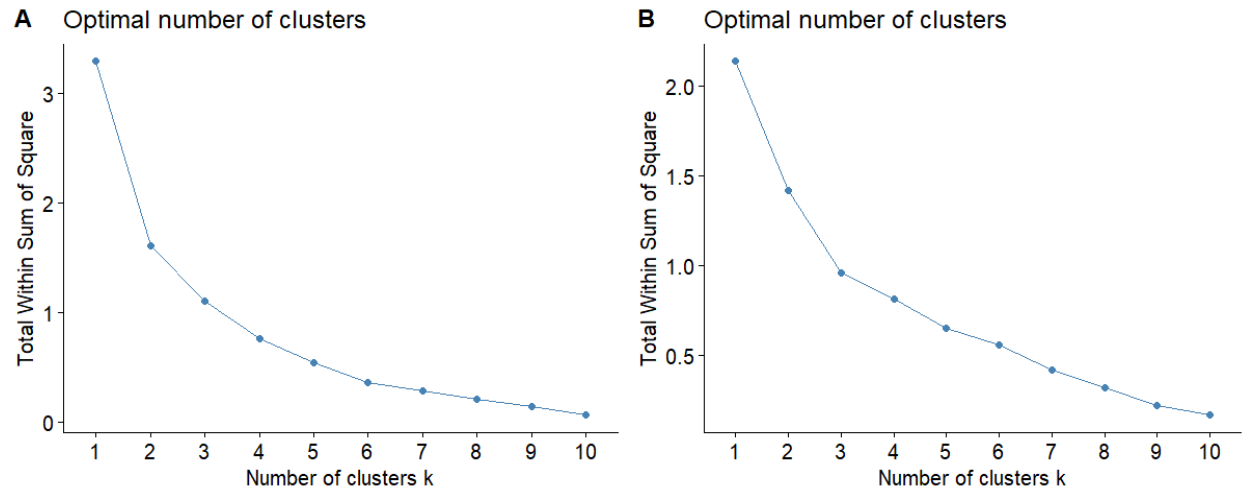 A Optimal number of clusters
Total Within Sum of Square
3
2
1
0
1 2 3 4 5 6 7 8 9 10
Number of clusters k
B Optimal number of clusters
Total Within Sum of Square
2.0
1.5
1.0
0.5
1 2 3 4 5 6 7 8 9 10
Number of clusters k